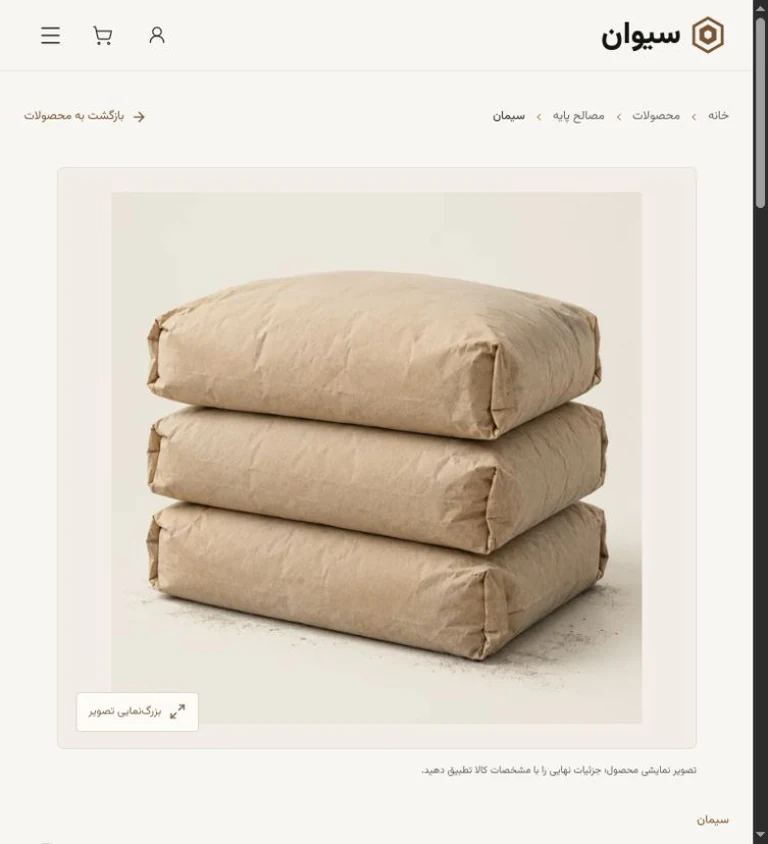 سیوان
خانه › محصولات › مصالح پایه › سیمان
بازگشت به محصولات
بزرگ‌نمایی تصویر
تصویر نمایشی محصول؛ جزئیات نهایی را با مشخصات کالا تطبیق دهید.
سیمان